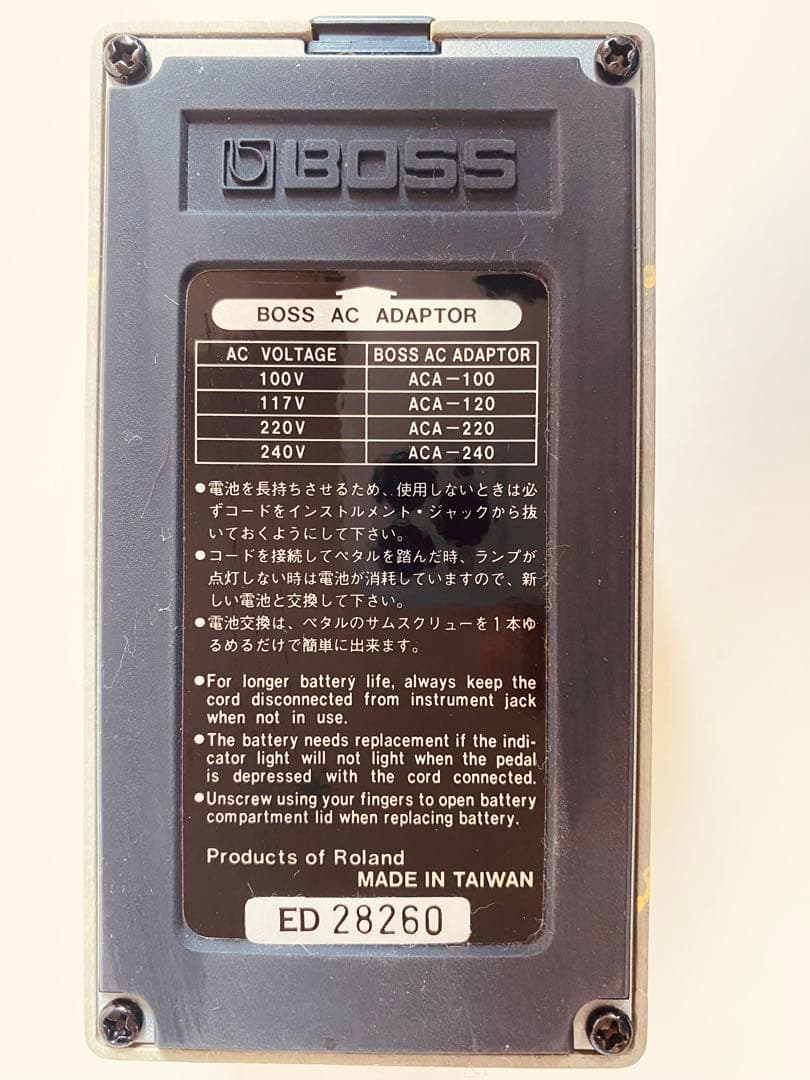 BOSS
BOSS AC ADAPTOR
AC VOLTAGE BOSS AC ADAPTOR
100V ACA-100
117V ACA-120
220V ACA-220
240V ACA-240
●電池を長持ちさせるため、使用しないときは必
ずコードをインストルメント・ジャックから抜
いておくようにして下さい。
●コードを接続してペタルを踏んだ時、ランプが
点灯しない時は電池が消耗していますので、新
しい電池と交換して下さい。
●電池交換は、ペタルのサムスクリューを1本ゆ
るめるだけで簡単に出来ます。
●For longer battery life, always keep the
cord disconnected from instrument jack
when not in use.
●The battery needs replacement if the indi-
cator light will not light when the pedal
is depressed with the cord connected.
●Unscrew using your fingers to open battery
compartment lid when replacing battery.
Products of Roland
MADE IN TAIWAN
ED 28260